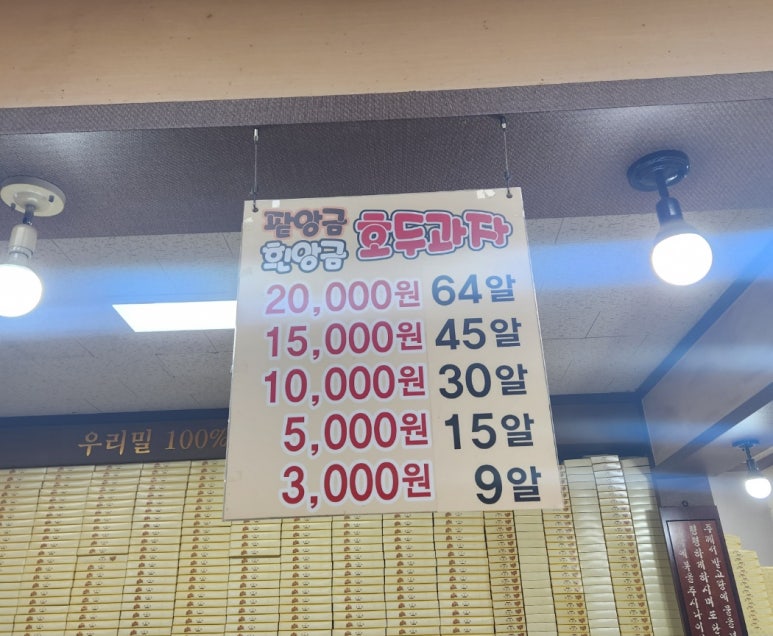 팥앙금
흰앙금
호두과자
20,000원 64알
15,000원 45알
10,000원 30알
5,000원 15알
3,000원 9알
우리밀 100%